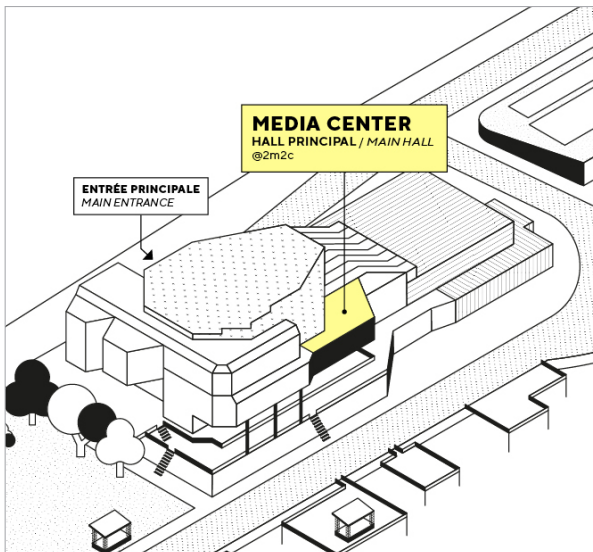 MEDIA CENTER
HALL PRINCIPAL / MAIN HALL
@2m2c
ENTRÉE PRINCIPALE
MAIN ENTRANCE